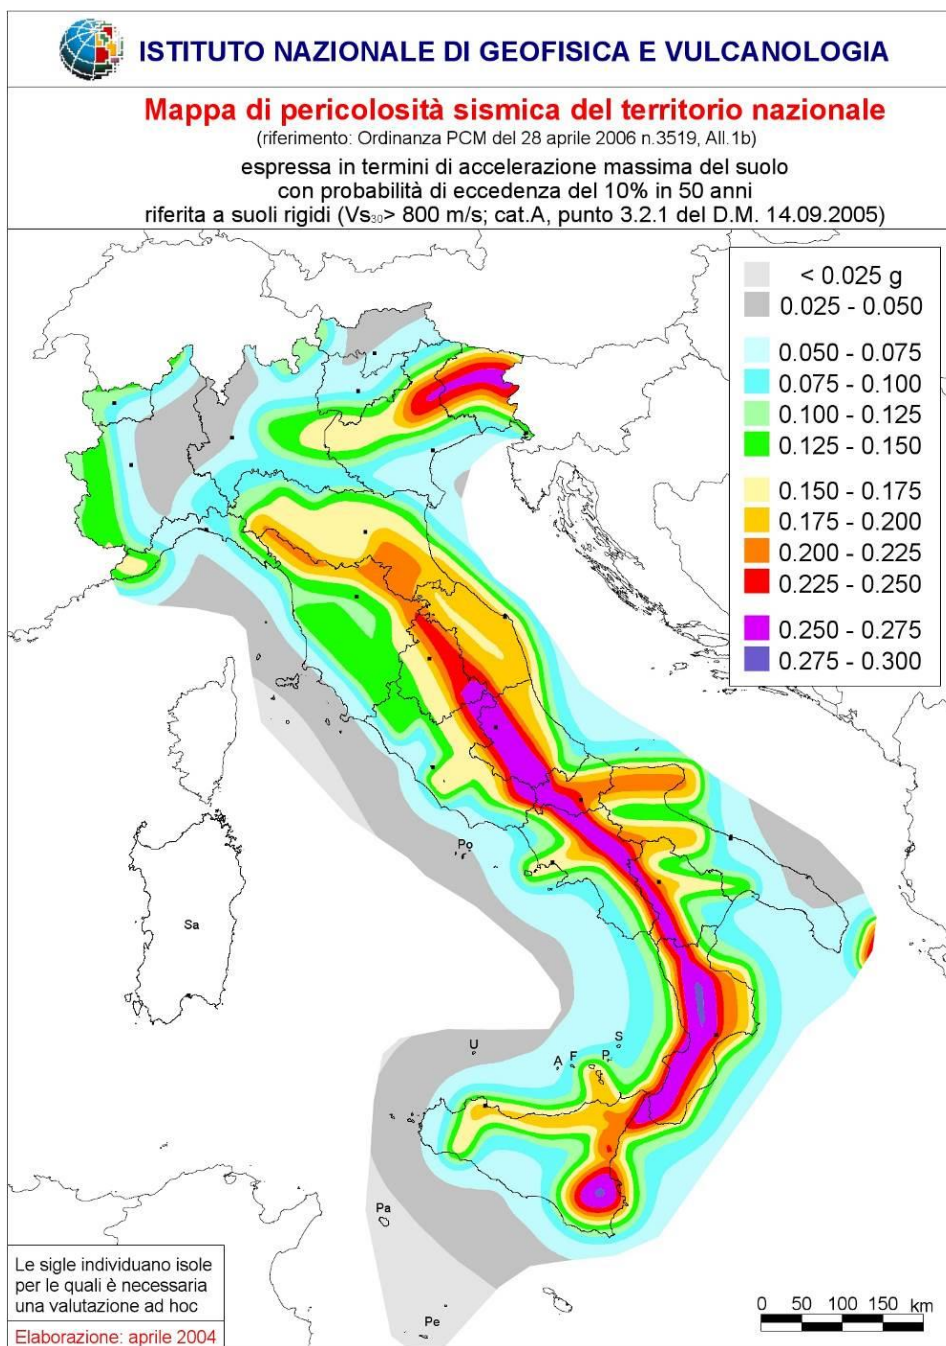 ISTITUTO NAZIONALE DI GEOFISICA E VULCANOLOGIA
Mappa di pericolosità sismica del territorio nazionale
(riferimento: Ordinanza PCM del 28 aprile 2006 n.3519, All.1b)
espressa in termini di accelerazione massima del suolo
con probabilità di eccedenza del 10% in 50 anni
riferita a suoli rigidi (Vs₃₀> 800 m/s; cat.A, punto 3.2.1 del D.M. 14.09.2005)
< 0.025 g
0.025 - 0.050
0.050 - 0.075
0.075 - 0.100
0.100 - 0.125
0.125 - 0.150
0.150 - 0.175
0.175 - 0.200
0.200 - 0.225
0.225 - 0.250
0.250 - 0.275
0.275 - 0.300
Po
Sa
U
A
F
P
S
Pa
Pe
Le sigle individuano isole
per le quali è necessaria
una valutazione ad hoc
Elaborazione: aprile 2004
0 50 100 150 km